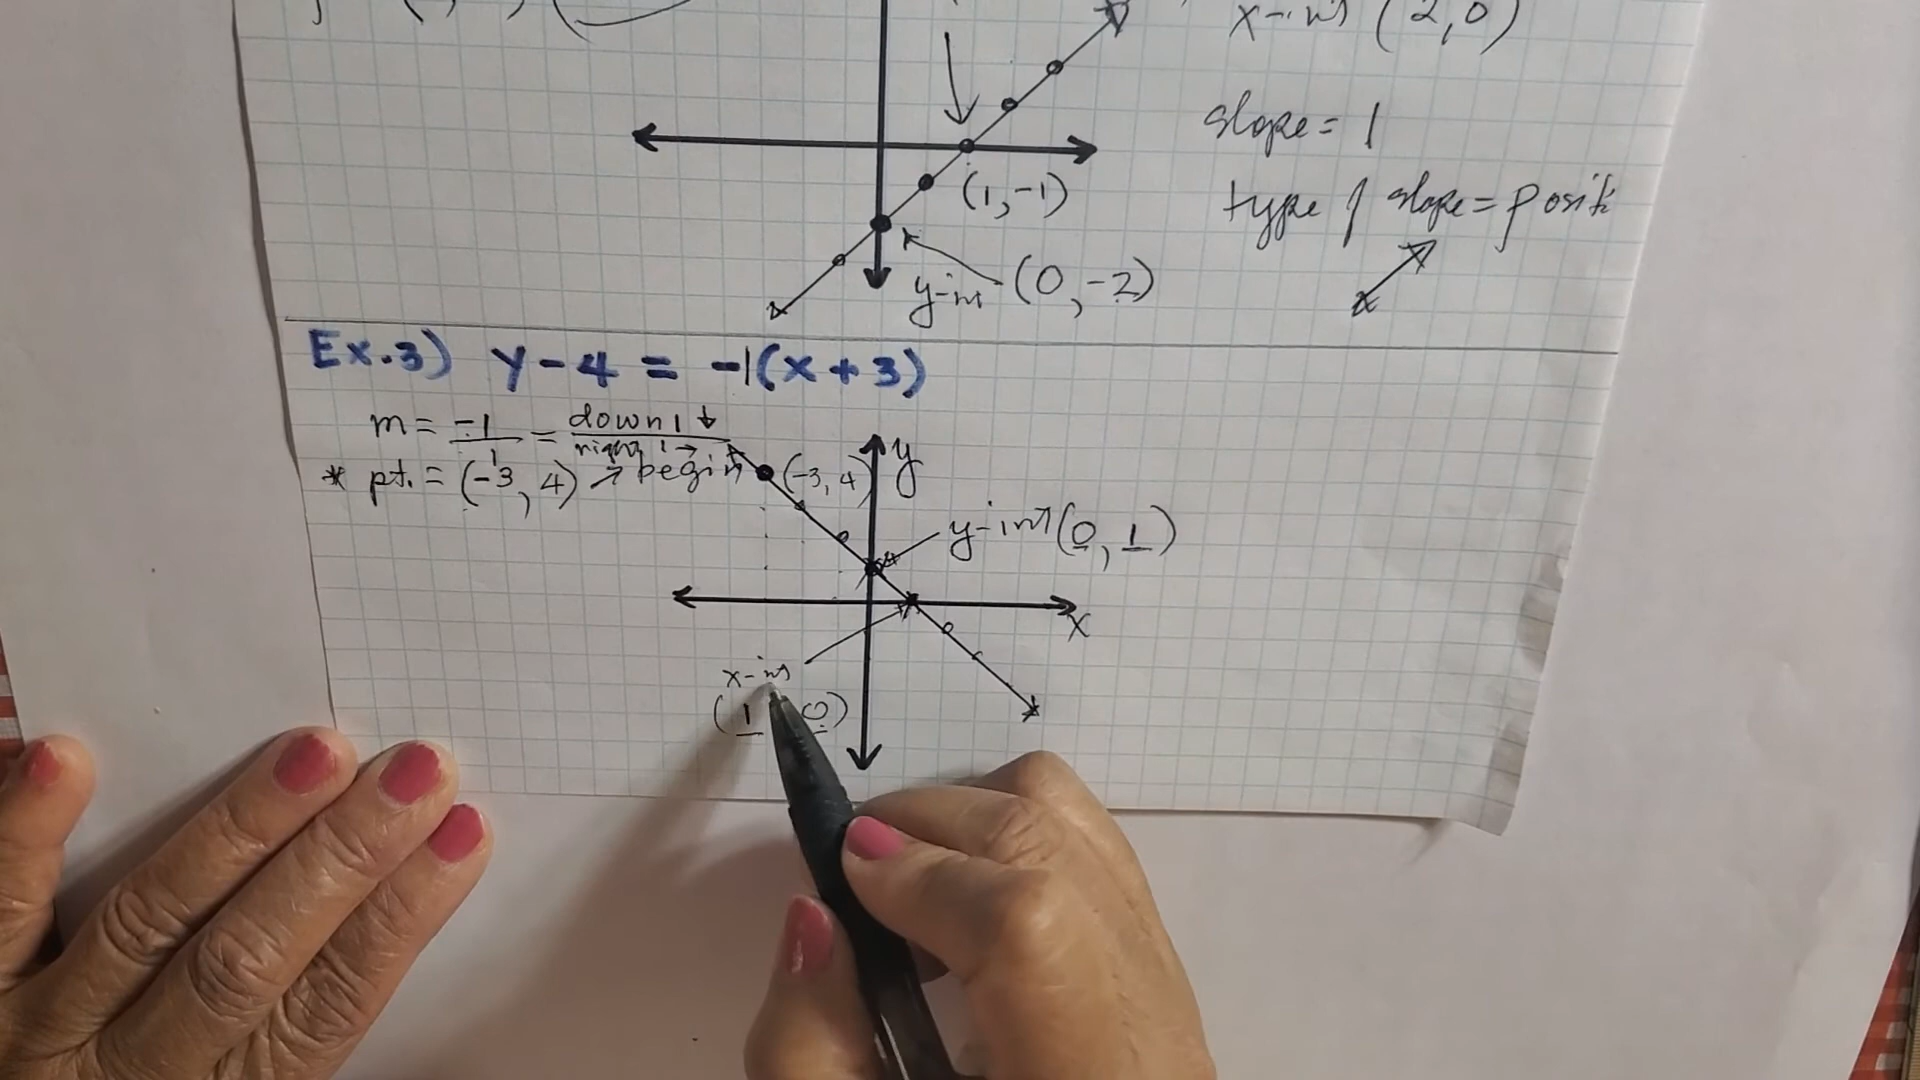 x-int (2,0)
slope = 1
(1,-1)
type of slope = positi
y-int (0,-2)
Ex.3) y-4 = -1(x+3)
m = -1/1 = down 1 ↓/right 1 →
* pt. = (-3,4) → begin (-3,4)
y
y-int (0,1)
x
x-int
(1, 0)